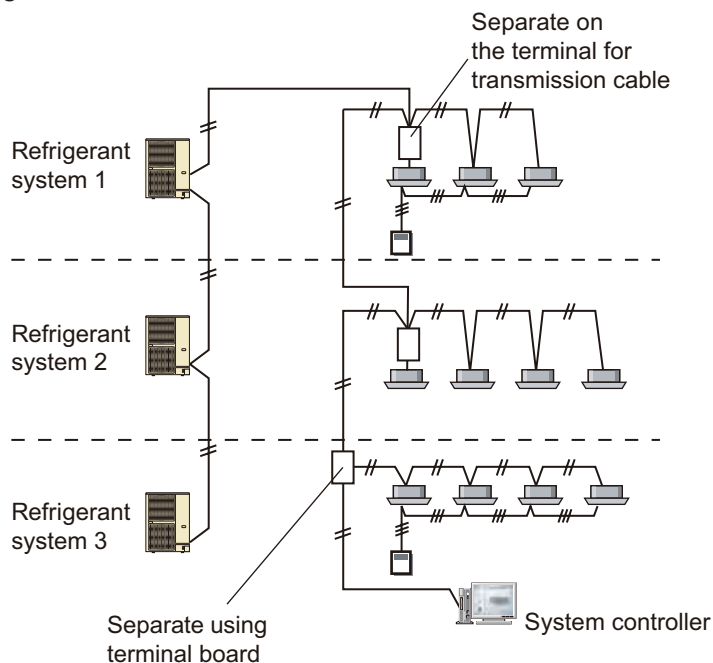 Separate on
the terminal for
transmission cable
Refrigerant
system 1
Refrigerant
system 2
Refrigerant
system 3
Separate using
terminal board
System controller